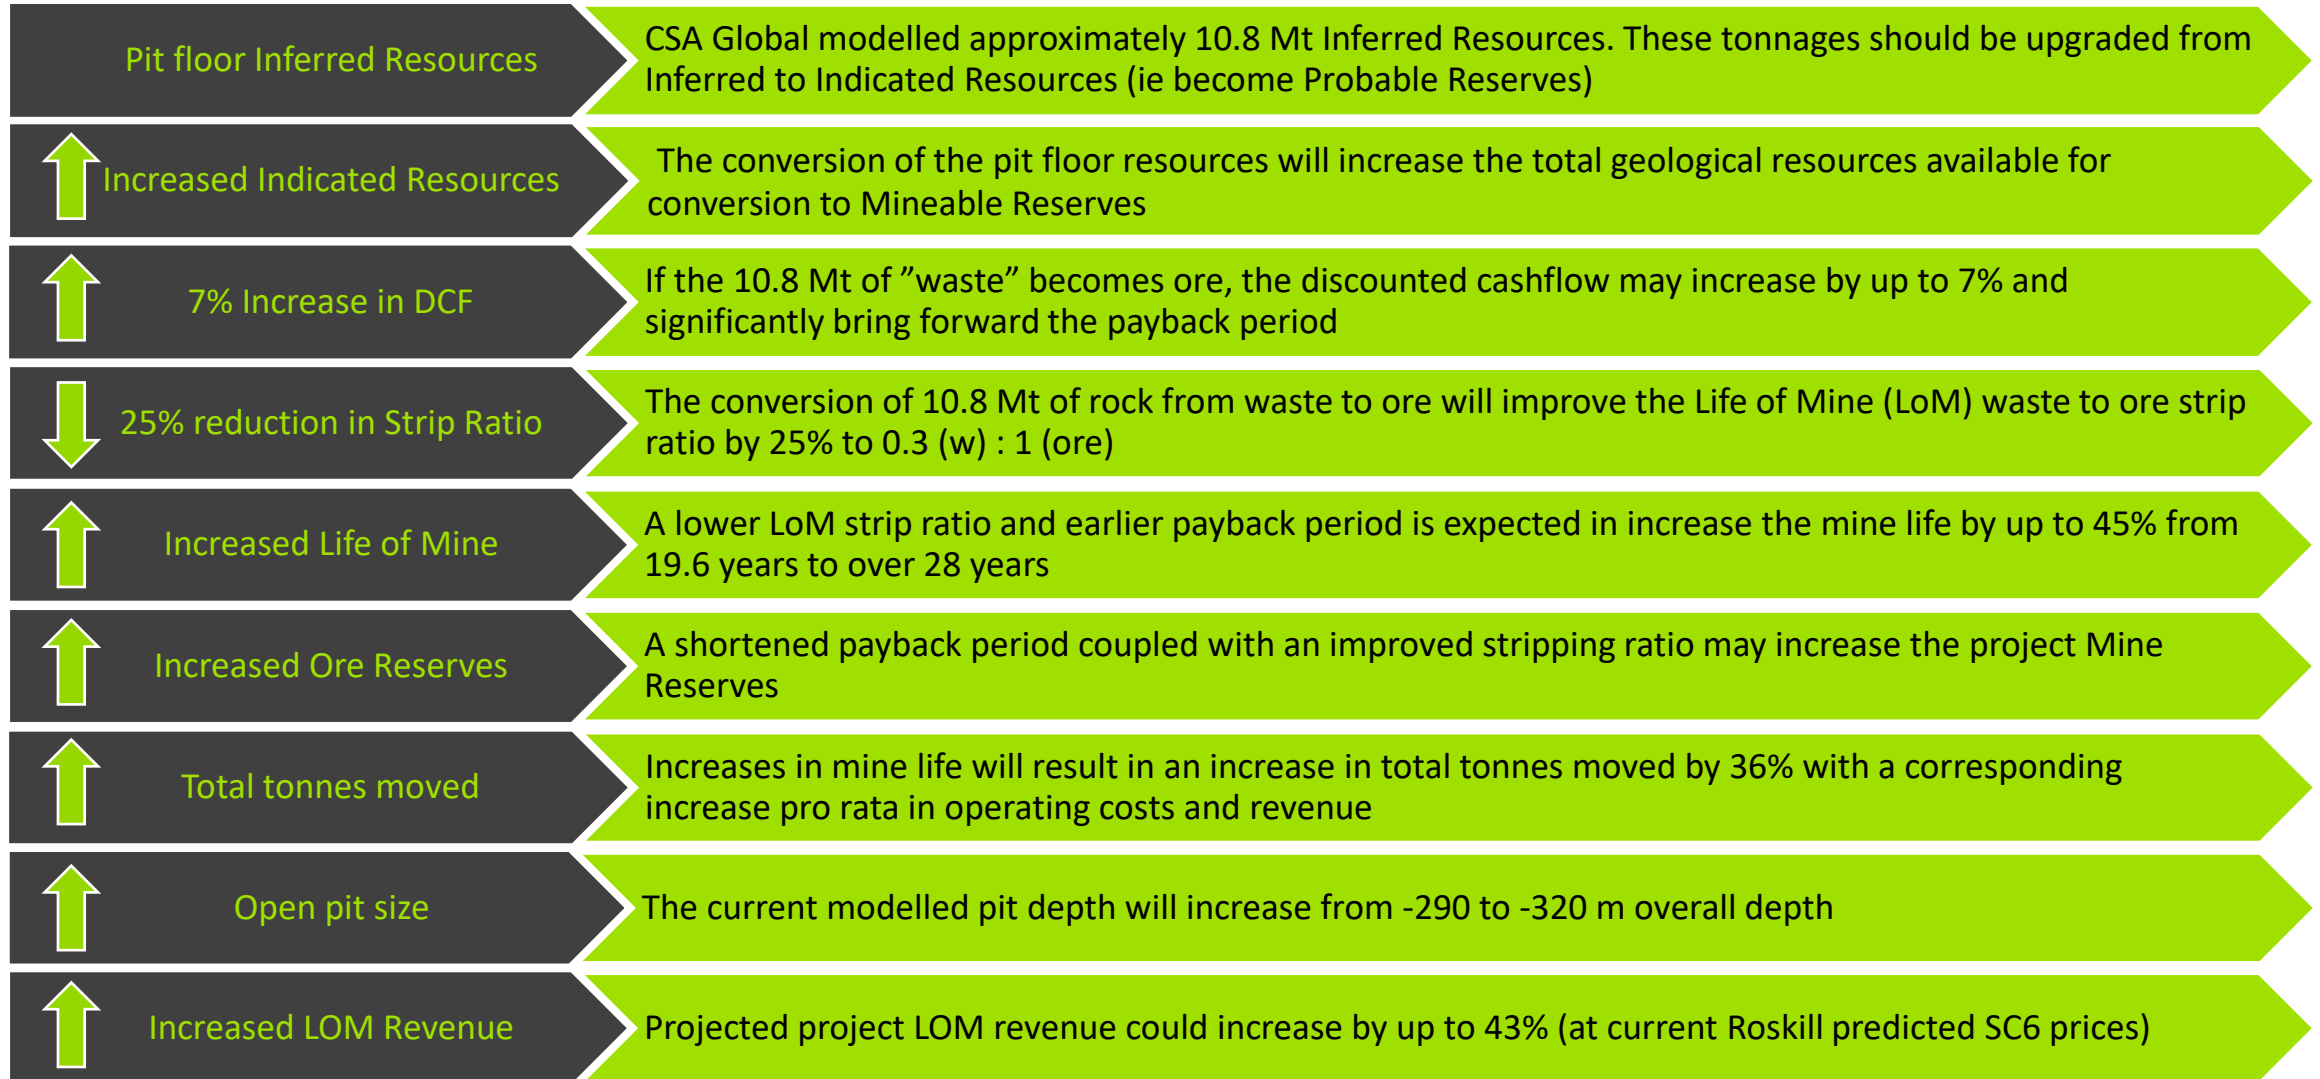 Pit floor Inferred Resources
CSA Global modelled approximately 10.8 Mt Inferred Resources. These tonnages should be upgraded from
Inferred to Indicated Resources (ie become Probable Reserves)
Increased Indicated Resources
The conversion of the pit floor resources will increase the total geological resources available for
conversion to Mineable Reserves
7% Increase in DCF
If the 10.8 Mt of ”waste” becomes ore, the discounted cashflow may increase by up to 7% and
significantly bring forward the payback period
25% reduction in Strip Ratio
The conversion of 10.8 Mt of rock from waste to ore will improve the Life of Mine (LoM) waste to ore strip
ratio by 25% to 0.3 (w) : 1 (ore)
Increased Life of Mine
A lower LoM strip ratio and earlier payback period is expected in increase the mine life by up to 45% from
19.6 years to over 28 years
Increased Ore Reserves
A shortened payback period coupled with an improved stripping ratio may increase the project Mine
Reserves
Total tonnes moved
Increases in mine life will result in an increase in total tonnes moved by 36% with a corresponding
increase pro rata in operating costs and revenue
Open pit size
The current modelled pit depth will increase from -290 to -320 m overall depth
Increased LOM Revenue
Projected project LOM revenue could increase by up to 43% (at current Roskill predicted SC6 prices)